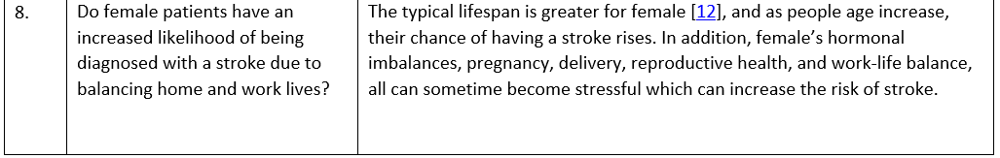 8.
Do female patients have an
increased likelihood of being
diagnosed with a stroke due to
balancing home and work lives?
The typical lifespan is greater for female [12], and as people age increase,
their chance of having a stroke rises. In addition, female’s hormonal
imbalances, pregnancy, delivery, reproductive health, and work-life balance,
all can sometime become stressful which can increase the risk of stroke.